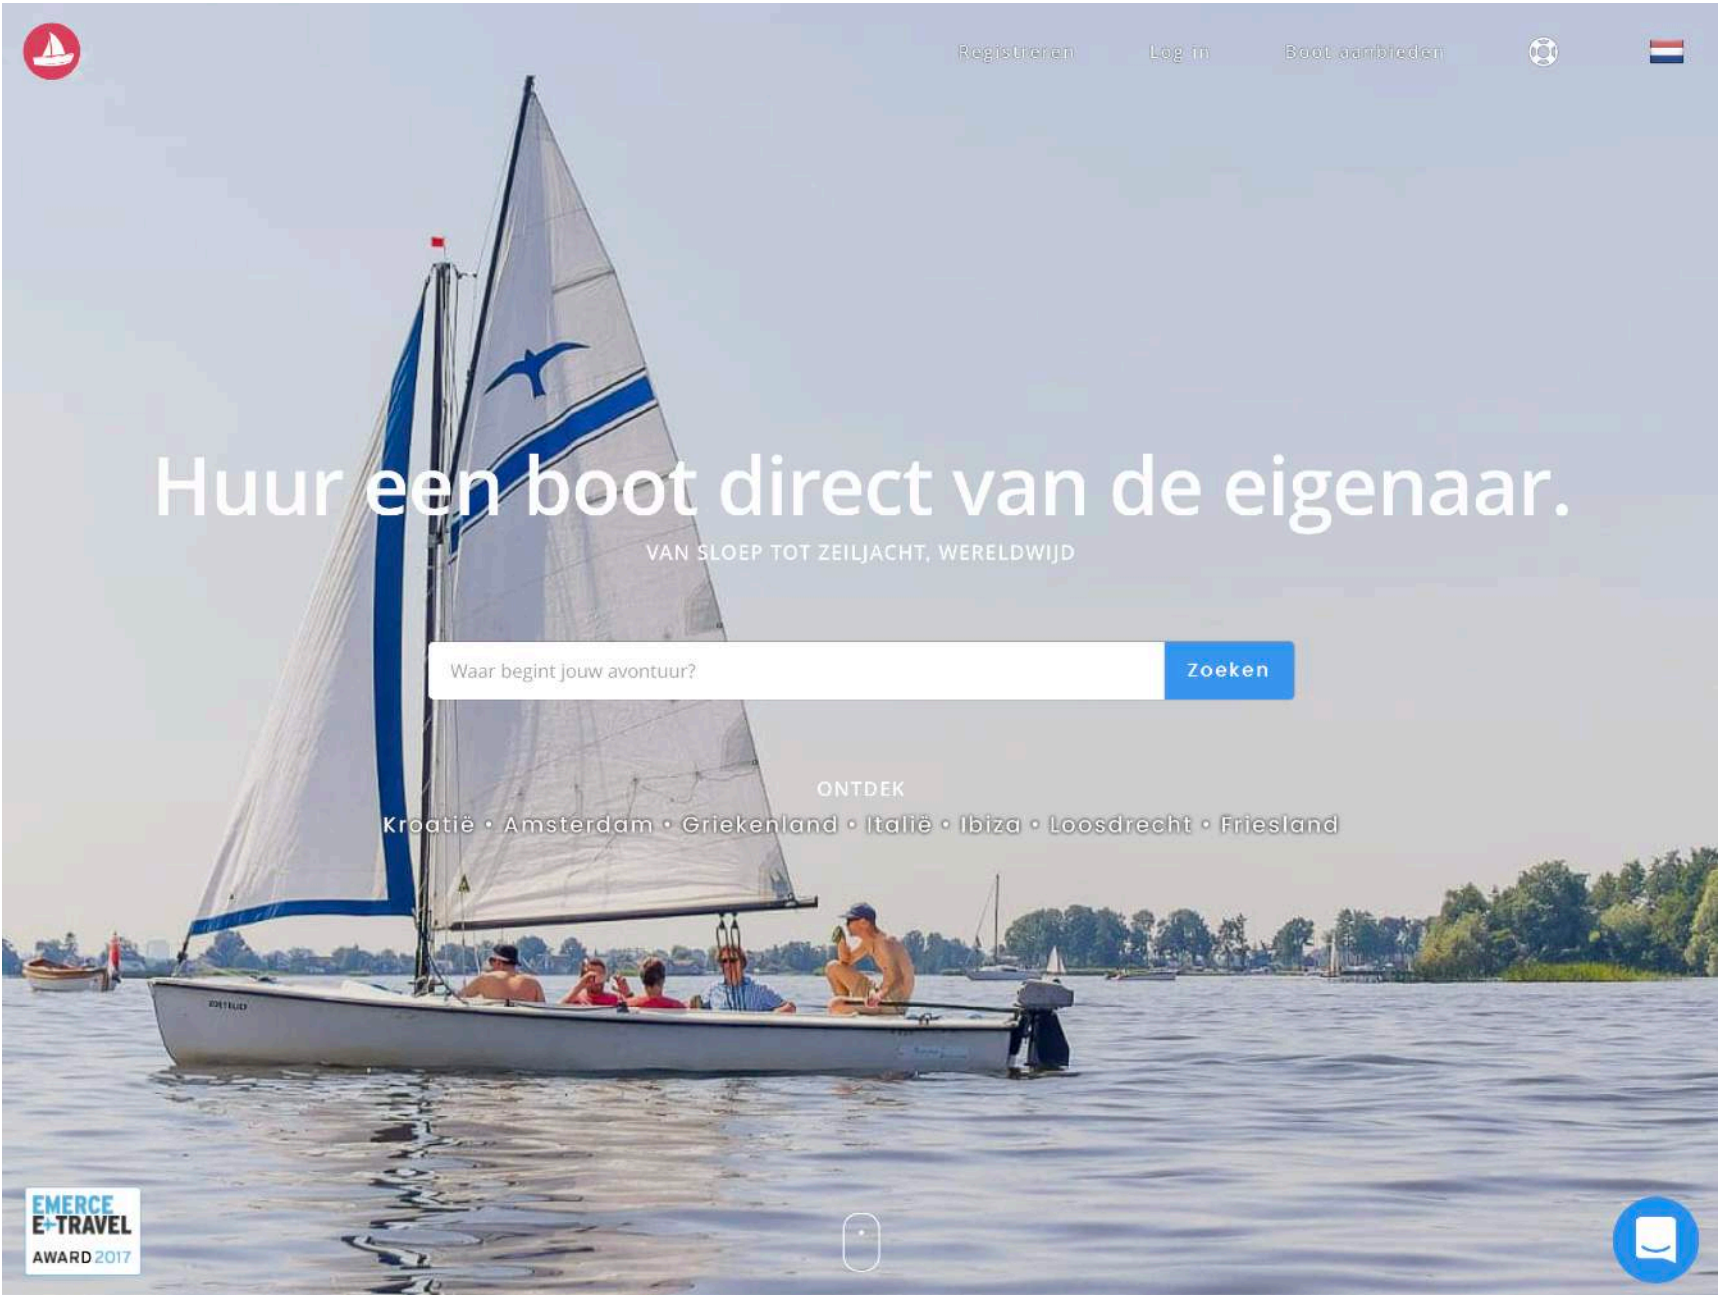 Registreren Log in Boot aanbieden
Huur een boot direct van de eigenaar.
VAN SLOEP TOT ZEILJACHT, WERELDWIJD
Waar begint jouw avontuur? Zoeken
ONTDEK
Kroatië • Amsterdam • Griekenland • Italië • Ibiza • Loosdrecht • Friesland
EMERCE
E+TRAVEL
AWARD 2017